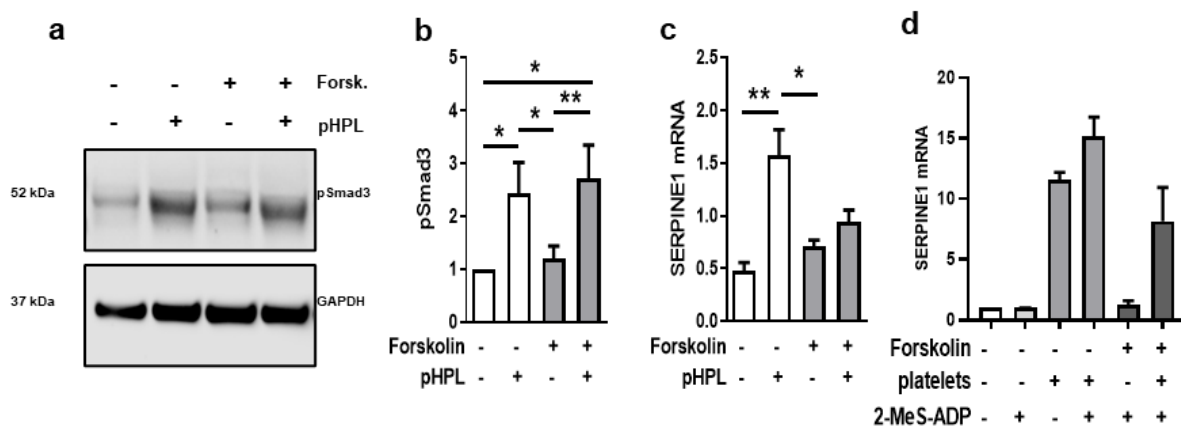 a
- - + + Forsk.
- + - + pHPL
52 kDa pSmad3
37 kDa GAPDH
b
5
4
3
2
1
0
pSmad3
*
* * **
Forskolin - - + +
pHPL - + - +
c
2.5
2.0
1.5
1.0
0.5
0.0
SERPINE1 mRNA
** *
Forskolin - - + +
pHPL - + - +
d
20
15
10
5
0
SERPINE1 mRNA
Forskolin - - - - + +
platelets - - + + - +
2-MeS-ADP - + - + + +